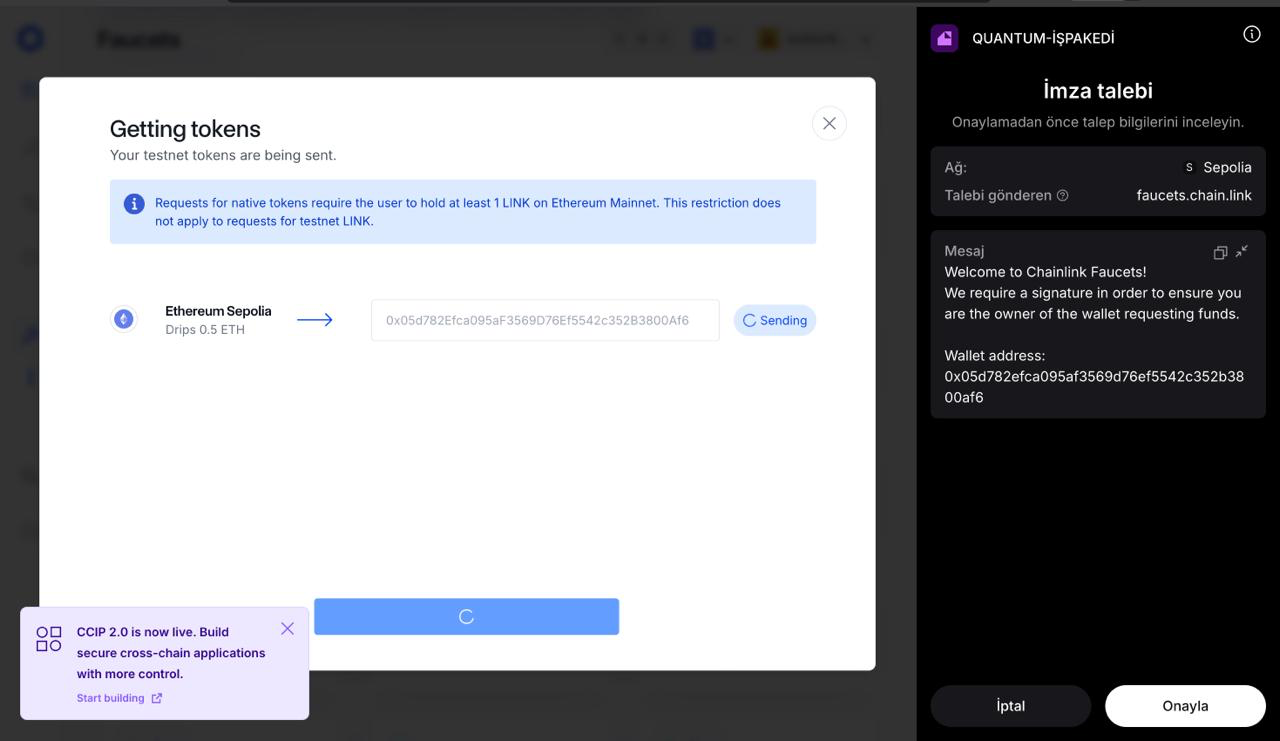 Faucets
Getting tokens
Your testnet tokens are being sent.
Requests for native tokens require the user to hold at least 1 LINK on Ethereum Mainnet. This restriction does
not apply to requests for testnet LINK.
Ethereum Sepolia
Drips 0.5 ETH
0x05d782Efca095aF3569D76Ef5542c352B3800Af6
Sending
CCIP 2.0 is now live. Build
secure cross-chain applications
with more control.
Start building
QUANTUM-İŞPAKEDİ
İmza talebi
Onaylamadan önce talep bilgilerini inceleyin.
Ağ:
S Sepolia
Talebi gönderen
faucets.chain.link
Mesaj
Welcome to Chainlink Faucets!
We require a signature in order to ensure you
are the owner of the wallet requesting funds.
Wallet address:
0x05d782efca095af3569d76ef5542c352b38
00af6
İptal
Onayla